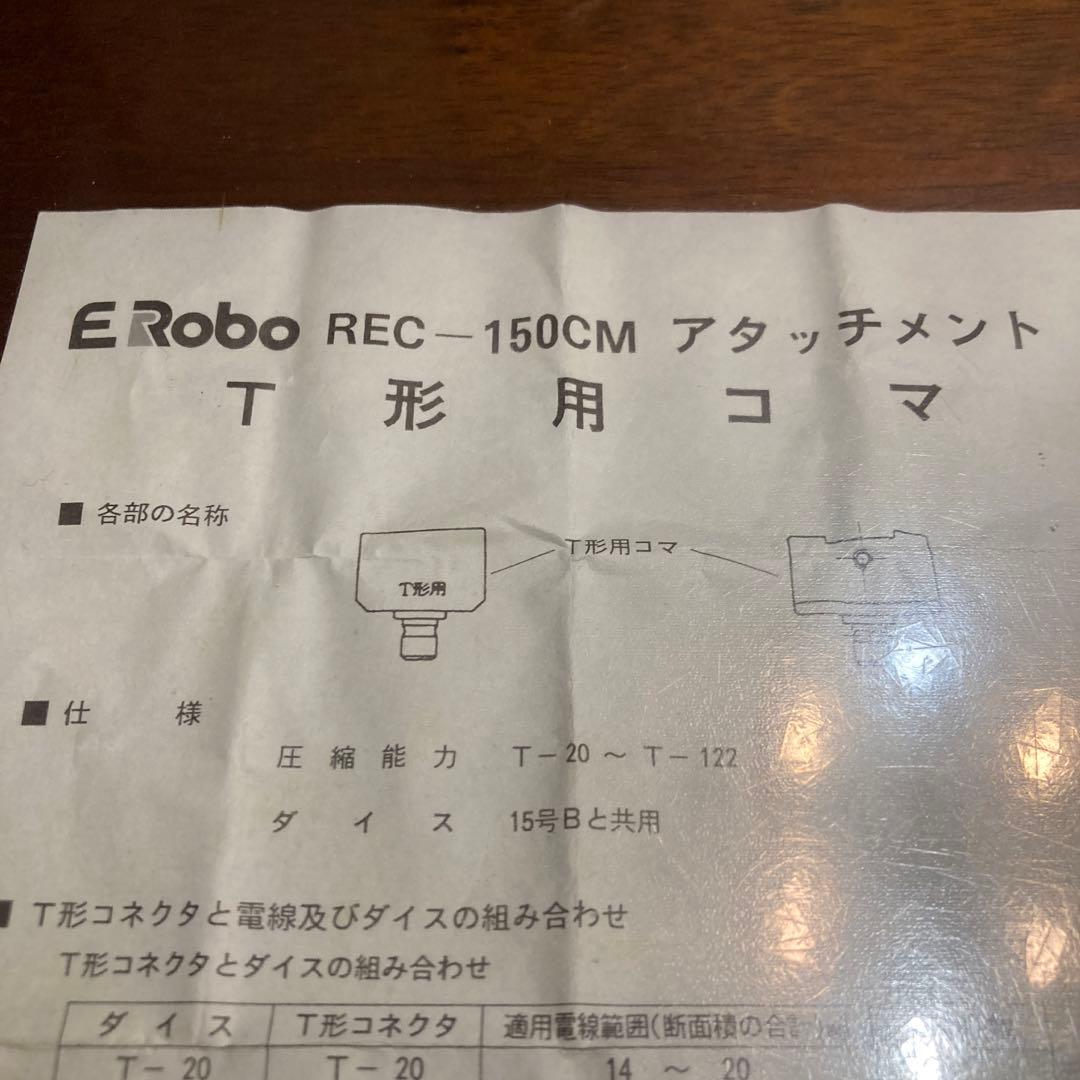 E Robo REC－150CM アタッチメント
T形用コマ
■ 各部の名称
T形用コマ
T形用
■ 仕様
圧縮能力 T－20 ～ T－122
ダイス 15号Bと共用
■ T形コネクタと電線及びダイスの組み合わせ
T形コネクタとダイスの組み合わせ
ダイス T形コネクタ 適用電線範囲(断面積の合計)
T－20 T－20 14 ～ 20